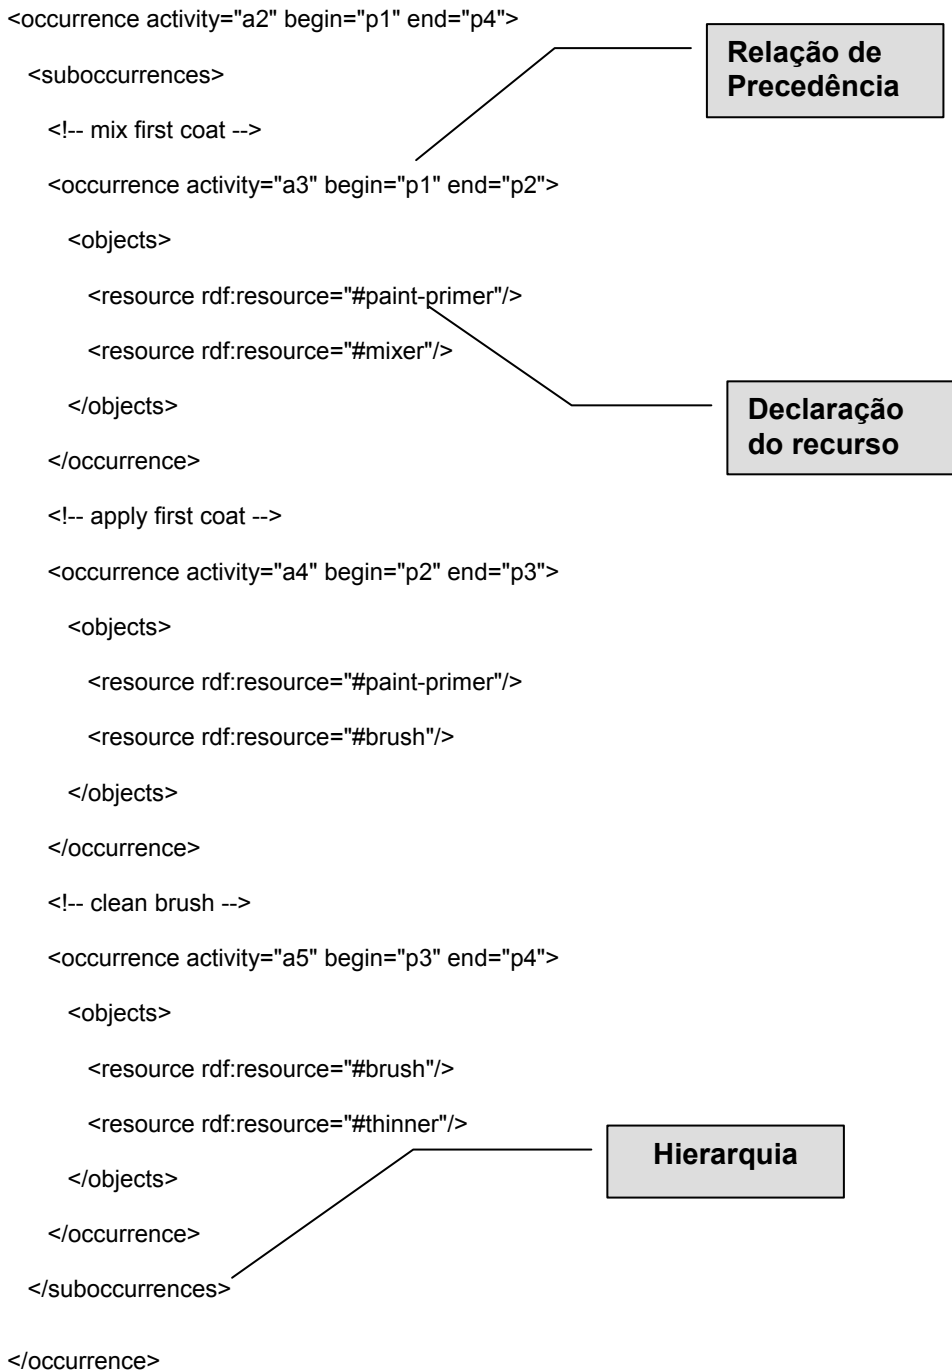 <occurrence activity="a2" begin="p1" end="p4">
Relação de
Precedência
<suboccurrences>
<!-- mix first coat -->
<occurrence activity="a3" begin="p1" end="p2">
<objects>
<resource rdf:resource="#paint-primer"/>
<resource rdf:resource="#mixer"/>
</objects>
Declaração
do recurso
</occurrence>
<!-- apply first coat -->
<occurrence activity="a4" begin="p2" end="p3">
<objects>
<resource rdf:resource="#paint-primer"/>
<resource rdf:resource="#brush"/>
</objects>
</occurrence>
<!-- clean brush -->
<occurrence activity="a5" begin="p3" end="p4">
<objects>
<resource rdf:resource="#brush"/>
<resource rdf:resource="#thinner"/>
Hierarquia
</objects>
</occurrence>
</suboccurrences>
</occurrence>